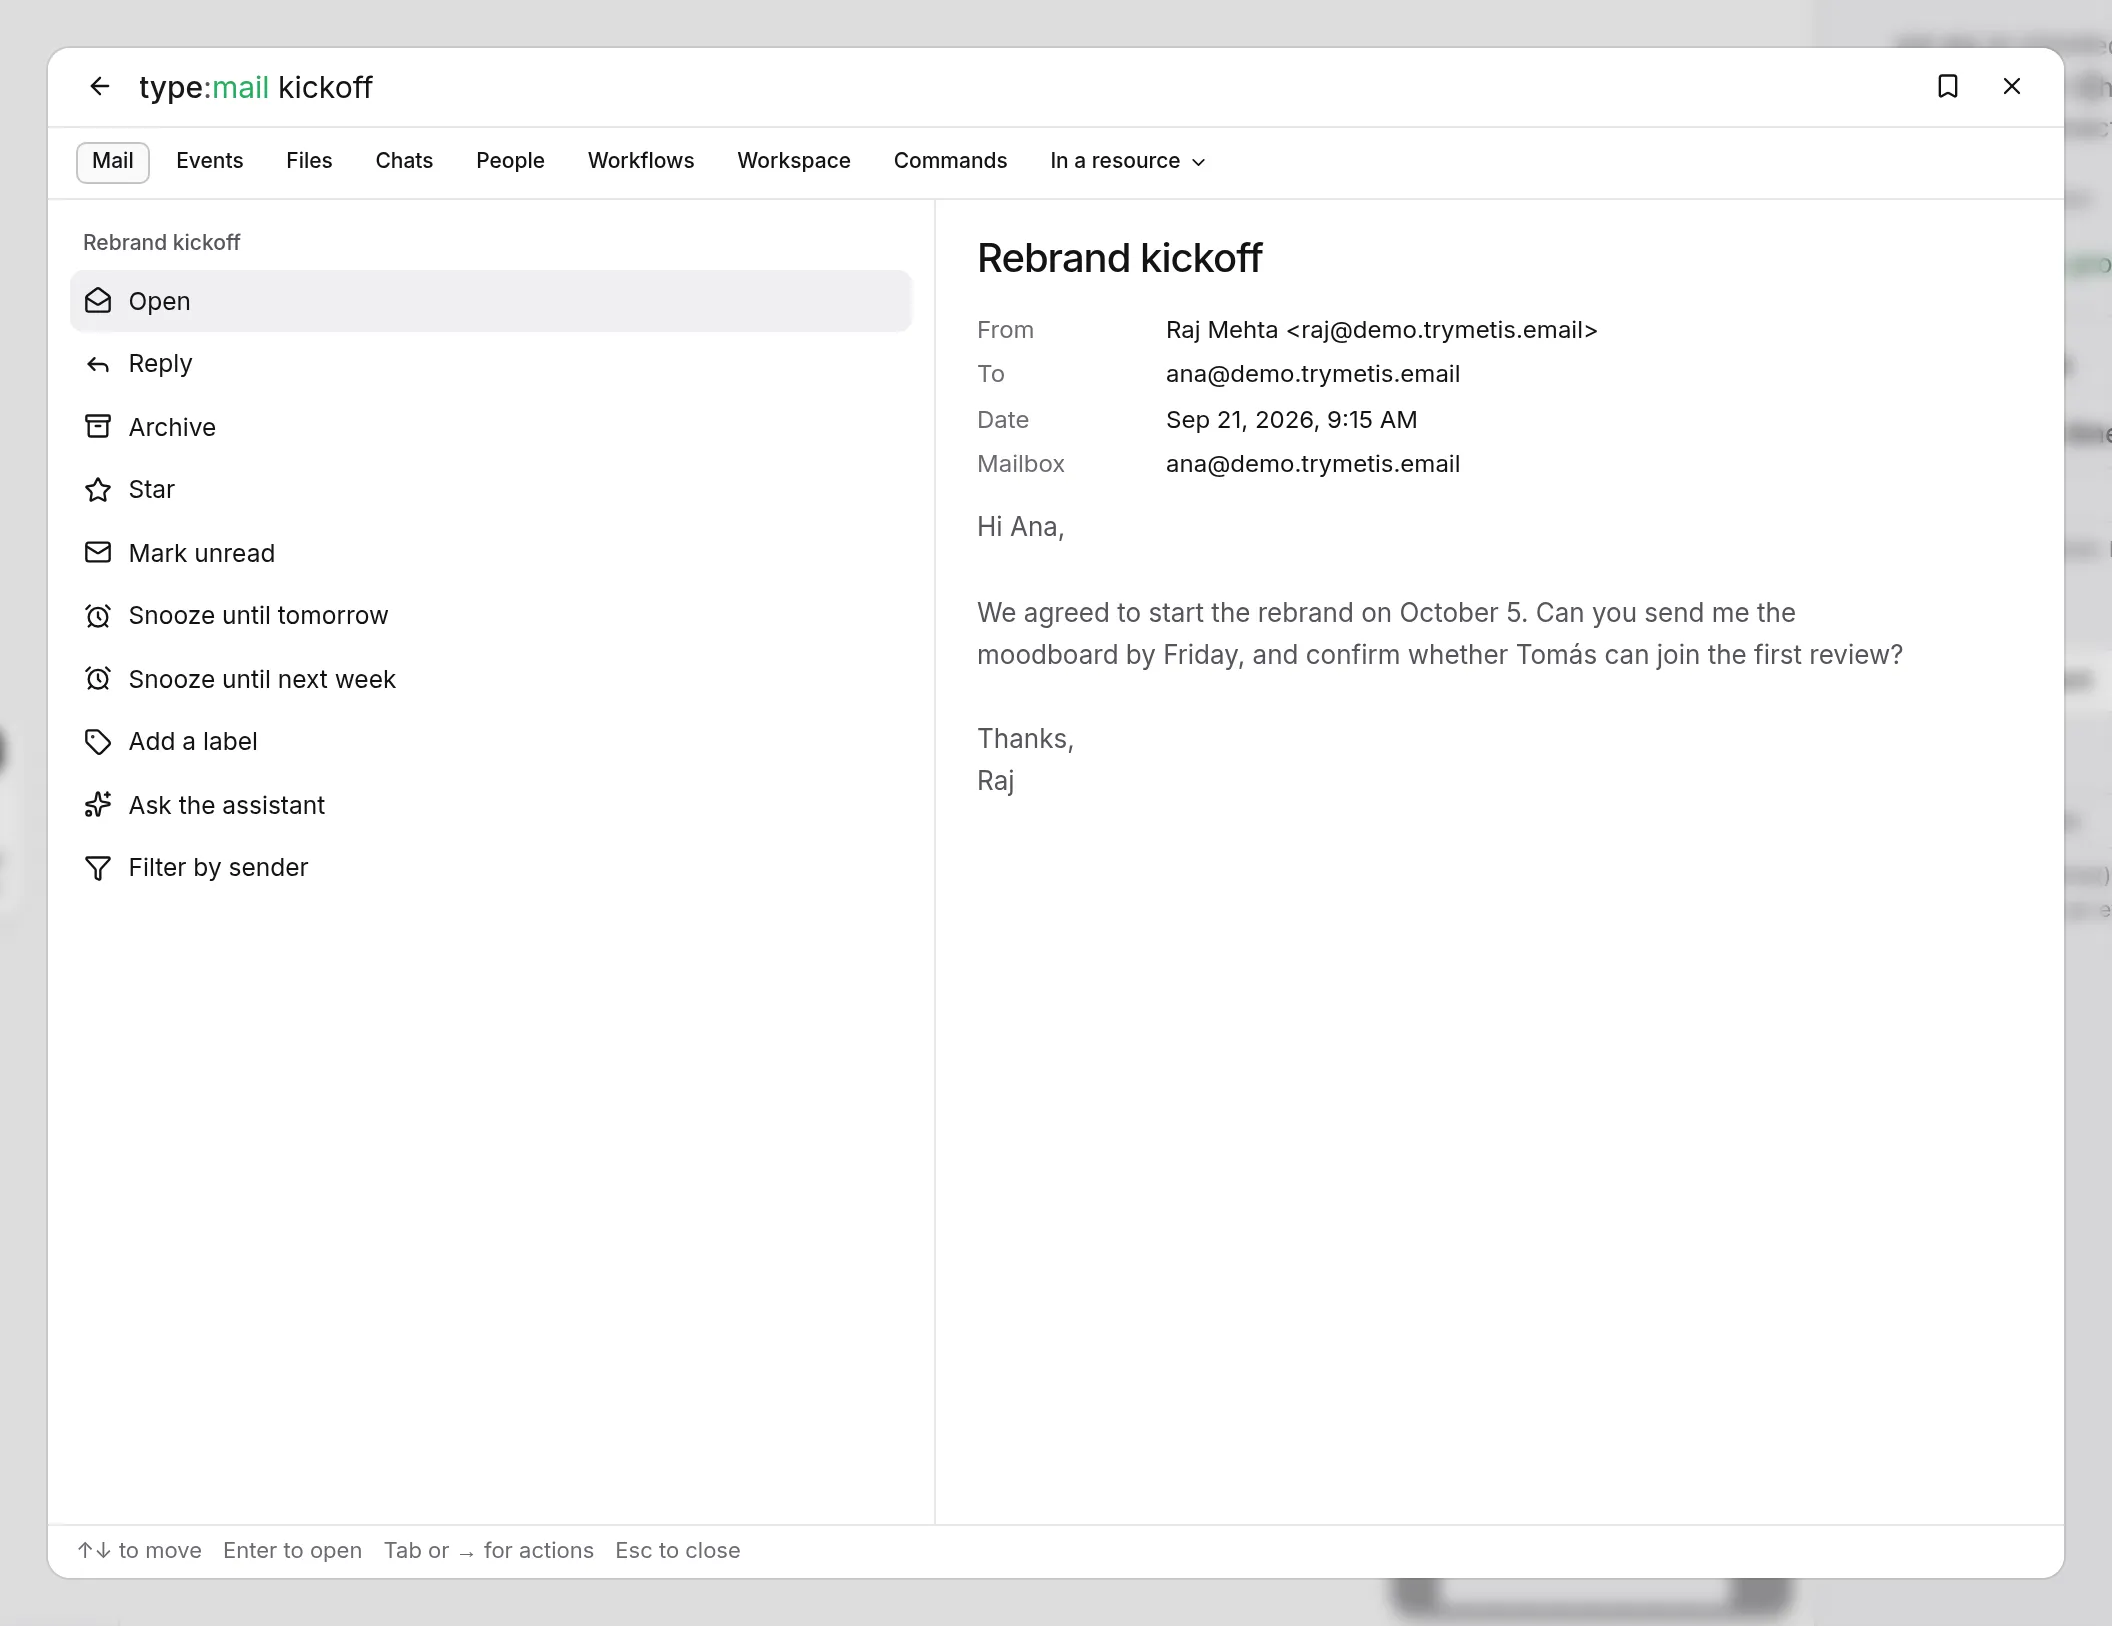 type:mail kickoff
Mail Events Files Chats People Workflows Workspace Commands In a resource
Rebrand kickoff
Open
Reply
Archive
Star
Mark unread
Snooze until tomorrow
Snooze until next week
Add a label
Ask the assistant
Filter by sender
Rebrand kickoff
From Raj Mehta <raj@demo.trymetis.email>
To ana@demo.trymetis.email
Date Sep 21, 2026, 9:15 AM
Mailbox ana@demo.trymetis.email
Hi Ana,
We agreed to start the rebrand on October 5. Can you send me the
moodboard by Friday, and confirm whether Tomás can join the first review?
Thanks,
Raj
↑↓ to move Enter to open Tab or → for actions Esc to close